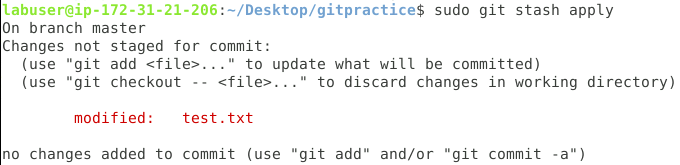 labuser@ip-172-31-21-206:~/Desktop/gitpractice$ sudo git stash apply
On branch master
Changes not staged for commit:
  (use "git add <file>..." to update what will be committed)
  (use "git checkout -- <file>..." to discard changes in working directory)

        modified:   test.txt

no changes added to commit (use "git add" and/or "git commit -a")